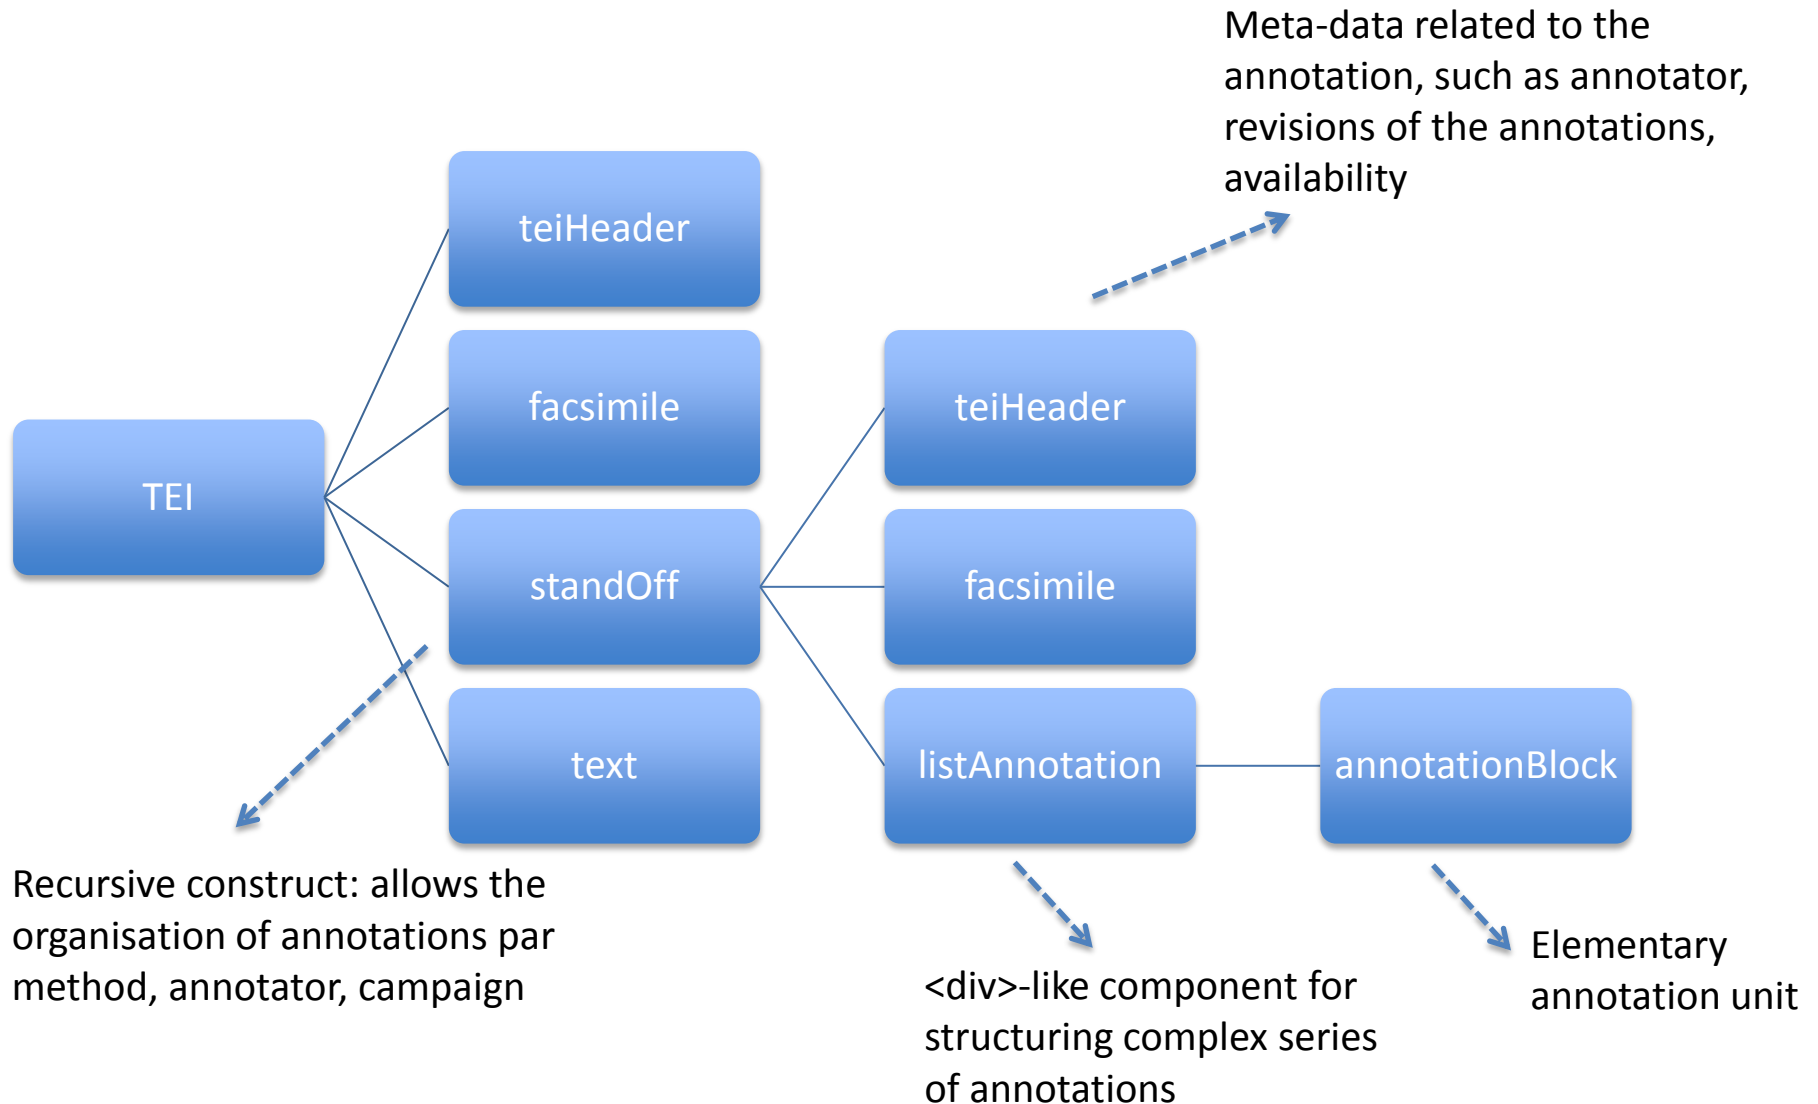 Meta-data related to the
annotation, such as annotator,
revisions of the annotations,
availability
teiHeader
facsimile
teiHeader
TEI
standOff
facsimile
text
listAnnotation
annotationBlock
Recursive construct: allows the
organisation of annotations par
method, annotator, campaign
<div>-like component for
structuring complex series
of annotations
Elementary
annotation unit